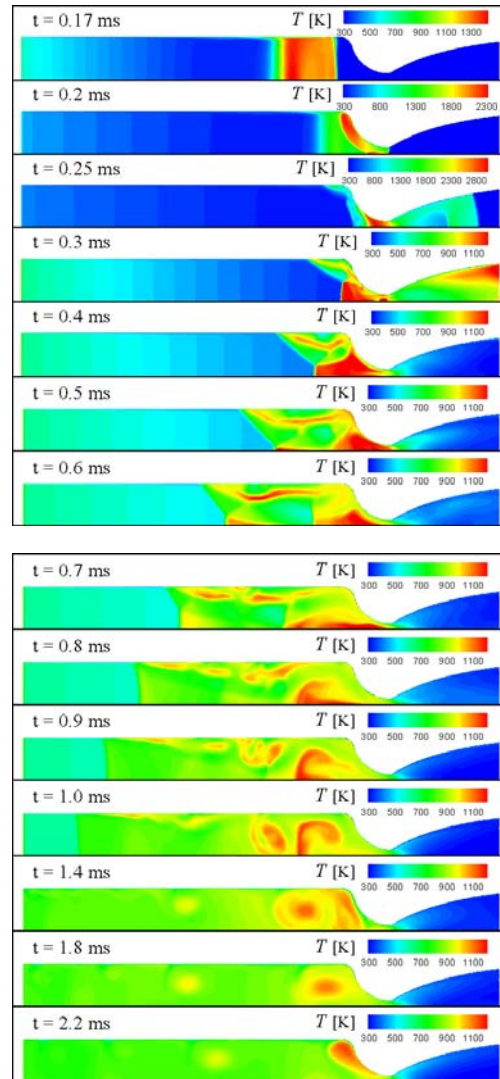 t = 0.17 ms T [K] 300 500 700 900 1100 1300
t = 0.2 ms T [K] 300 800 1300 1800 2300
t = 0.25 ms T [K] 300 800 1300 1800 2300 2800
t = 0.3 ms T [K] 300 500 700 900 1100
t = 0.4 ms T [K] 300 500 700 900 1100
t = 0.5 ms T [K] 300 500 700 900 1100
t = 0.6 ms T [K] 300 500 700 900 1100
t = 0.7 ms T [K] 300 500 700 900 1100
t = 0.8 ms T [K] 300 500 700 900 1100
t = 0.9 ms T [K] 300 500 700 900 1100
t = 1.0 ms T [K] 300 500 700 900 1100
t = 1.4 ms T [K] 300 500 700 900 1100
t = 1.8 ms T [K] 300 500 700 900 1100
t = 2.2 ms T [K] 300 500 700 900 1100